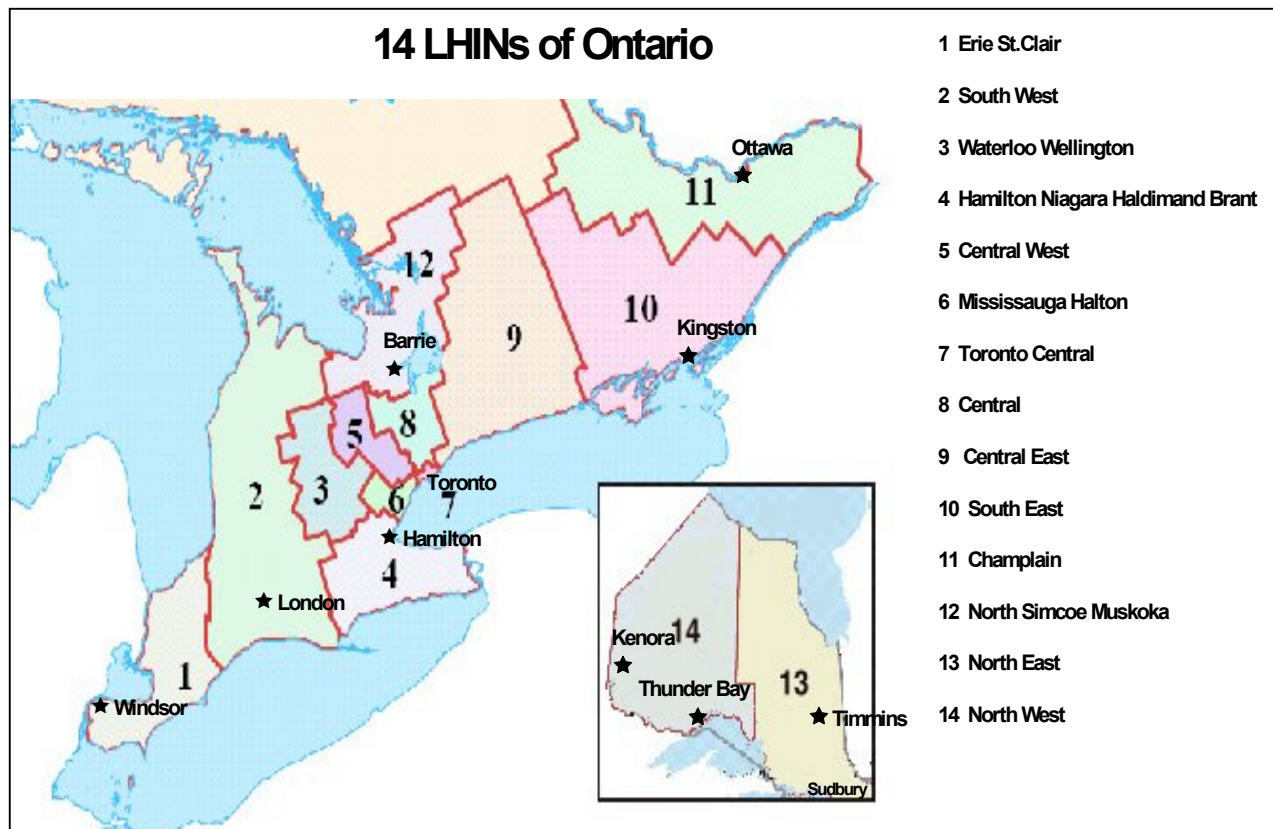 14 LHINs of Ontario
1 Erie St.Clair
2 South West
3 Waterloo Wellington
4 Hamilton Niagara Haldimand Brant
5 Central West
6 Mississauga Halton
7 Toronto Central
8 Central
9 Central East
10 South East
11 Champlain
12 North Simcoe Muskoka
13 North East
14 North West
Ottawa
11
12
10
Kingston
Barrie
9
8
5
Toronto
3
6
7
2
Hamilton
4
London
1
Windsor
14
Kenora
Thunder Bay
13
Timmins
Sudbury